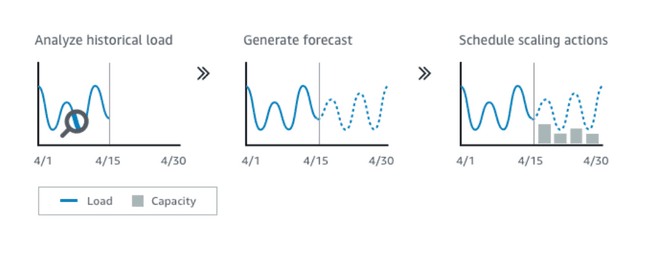 Analyze historical load
Generate forecast
Schedule scaling actions
4/1 4/15 4/30
4/1 4/15 4/30
4/1 4/15 4/30
Load
Capacity